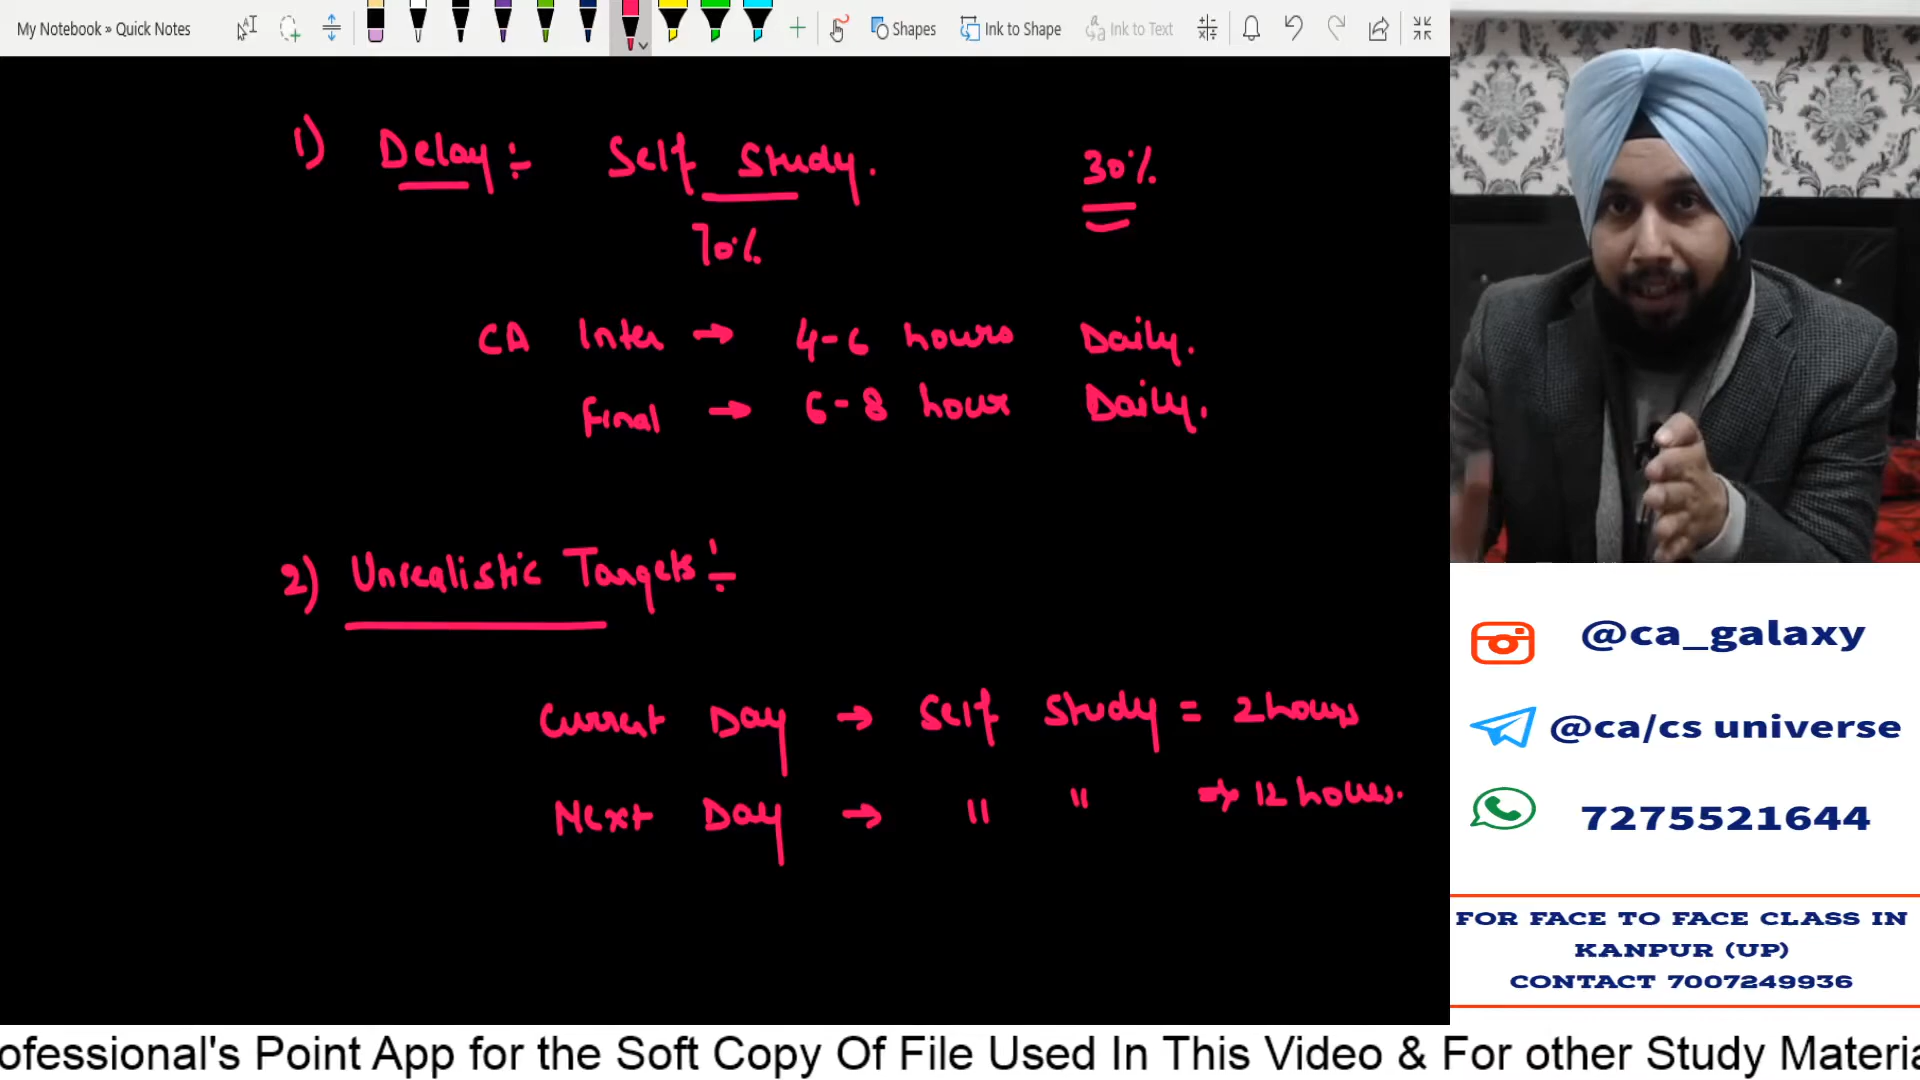 My Notebook » Quick Notes
Shapes
Ink to Shape
Ink to Text
1) Delay :- Self Study. 30%
70%
CA Inter → 4-6 hours Daily.
Final → 6-8 hour Daily.
2) Unrealistic Targets :-
Current Day → Self Study = 2 hours
Next Day → " " ⇒ 12 hours.
@ca_galaxy
@ca/cs universe
7275521644
FOR FACE TO FACE CLASS IN
KANPUR (UP)
CONTACT 7007249936
ofessional's Point App for the Soft Copy Of File Used In This Video & For other Study Materia